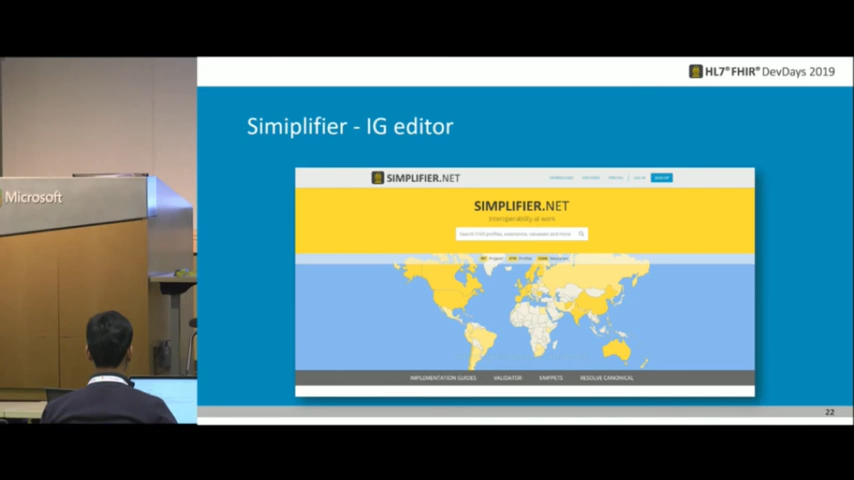 HL7® FHIR® DevDays 2019
Simiplifier - IG editor
Microsoft
SIMPLIFIER.NET
SIMPLIFIER.NET
Interoperability at work
IMPLEMENTATION GUIDES VALIDATOR SNIPPETS RESOLVE CANONICAL
22